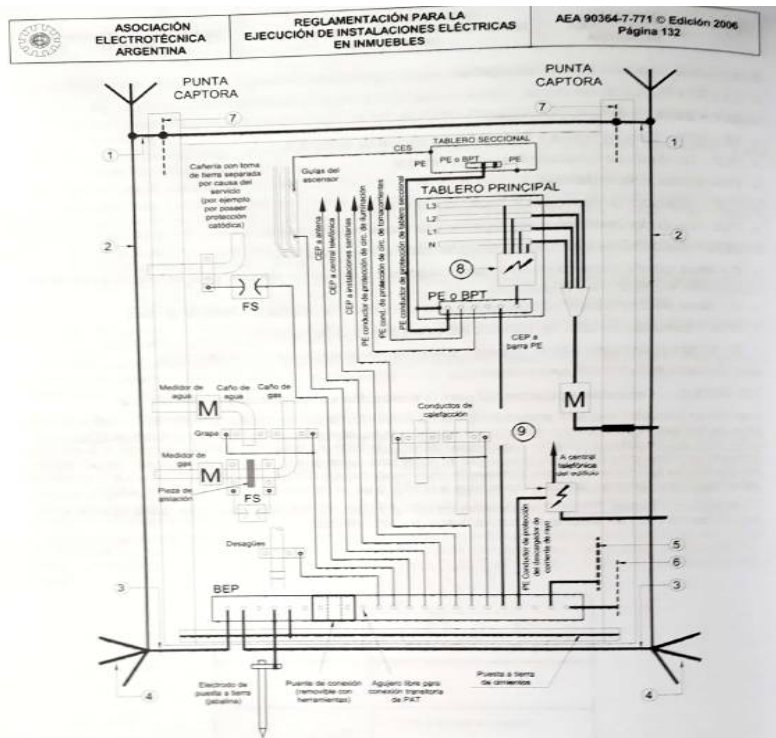 ASOCIACIÓN
ELECTROTÉCNICA
ARGENTINA
REGLAMENTACIÓN PARA LA
EJECUCIÓN DE INSTALACIONES ELÉCTRICAS
EN INMUEBLES
AEA 90364-7-771 © Edición 2006
Página 132
PUNTA
CAPTORA
PUNTA
CAPTORA
7
7
1
1
CES
TABLERO SECCIONAL
PE
PE o BPT
PE
Cañería con toma
de tierra separada
por causa del
servicio
(por ejemplo
por poseer
protección
catódica)
Guías del
ascensor
TABLERO PRINCIPAL
L3
L2
L1
N
2
2
CEP a antena
CEP a central telefónica
CEP a instalaciones sanitarias
PE conductor de protección de circ. de iluminación
PE cond. de protección de circ. de tomacorrientes
PE conductor de protección de tablero seccional
8
FS
PE o BPT
CEP a
barra PE
Medidor de
agua
Caño de
agua
Caño de
gas
M
M
Grapa
Conductos de
calefacción
9
Medidor de
gas
M
Pieza de
aislación
FS
A central
telefónica
del edificio
Desagües
PE Conductor de protección
del descargador de
corriente de rayo
5
6
3
3
BEP
4
4
Electrodo de
puesta a tierra
(jabalina)
Puente de conexión
(removible con
herramientas)
Agujero libre para
conexión transitoria
de PAT
Puesta a tierra
de cimientos